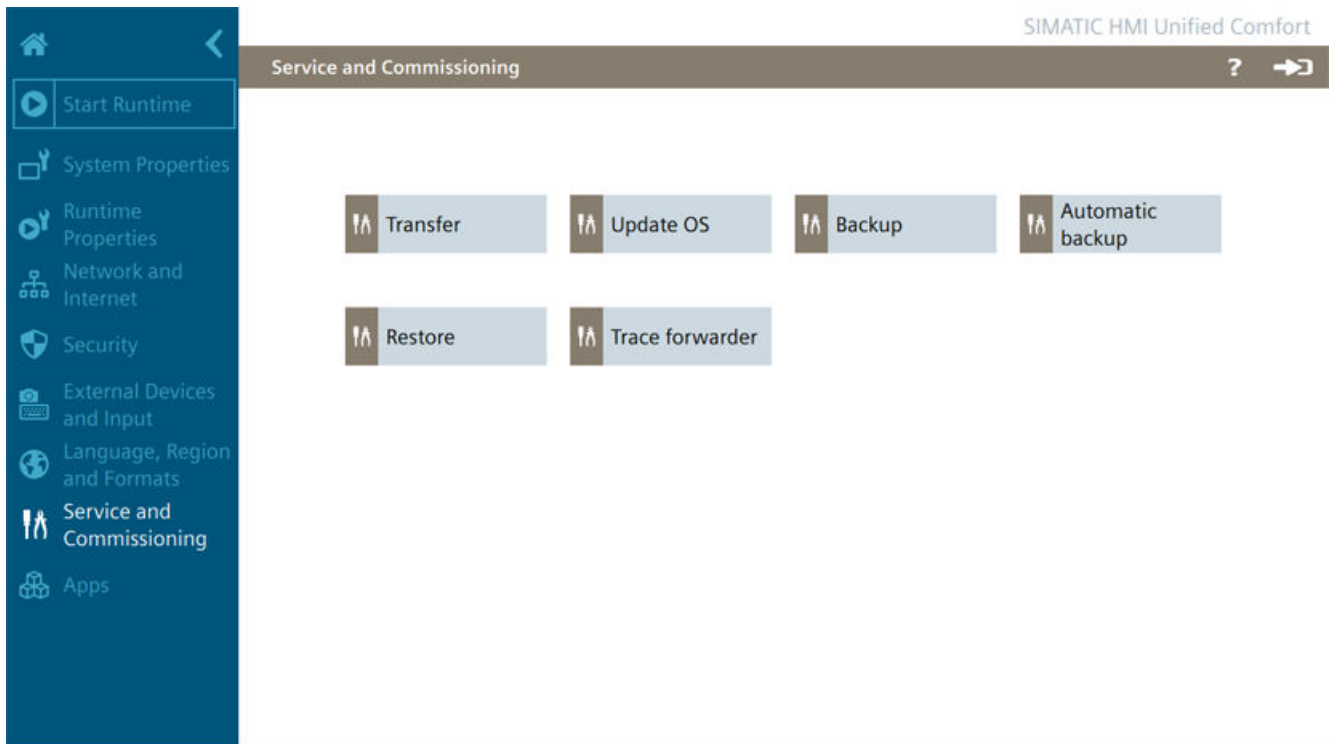 SIMATIC HMI Unified Comfort
Service and Commissioning
?
Start Runtime
System Properties
Runtime
Properties
Network and
Internet
Security
External Devices
and Input
Language, Region
and Formats
Service and
Commissioning
Apps
Transfer
Update OS
Backup
Automatic
backup
Restore
Trace forwarder